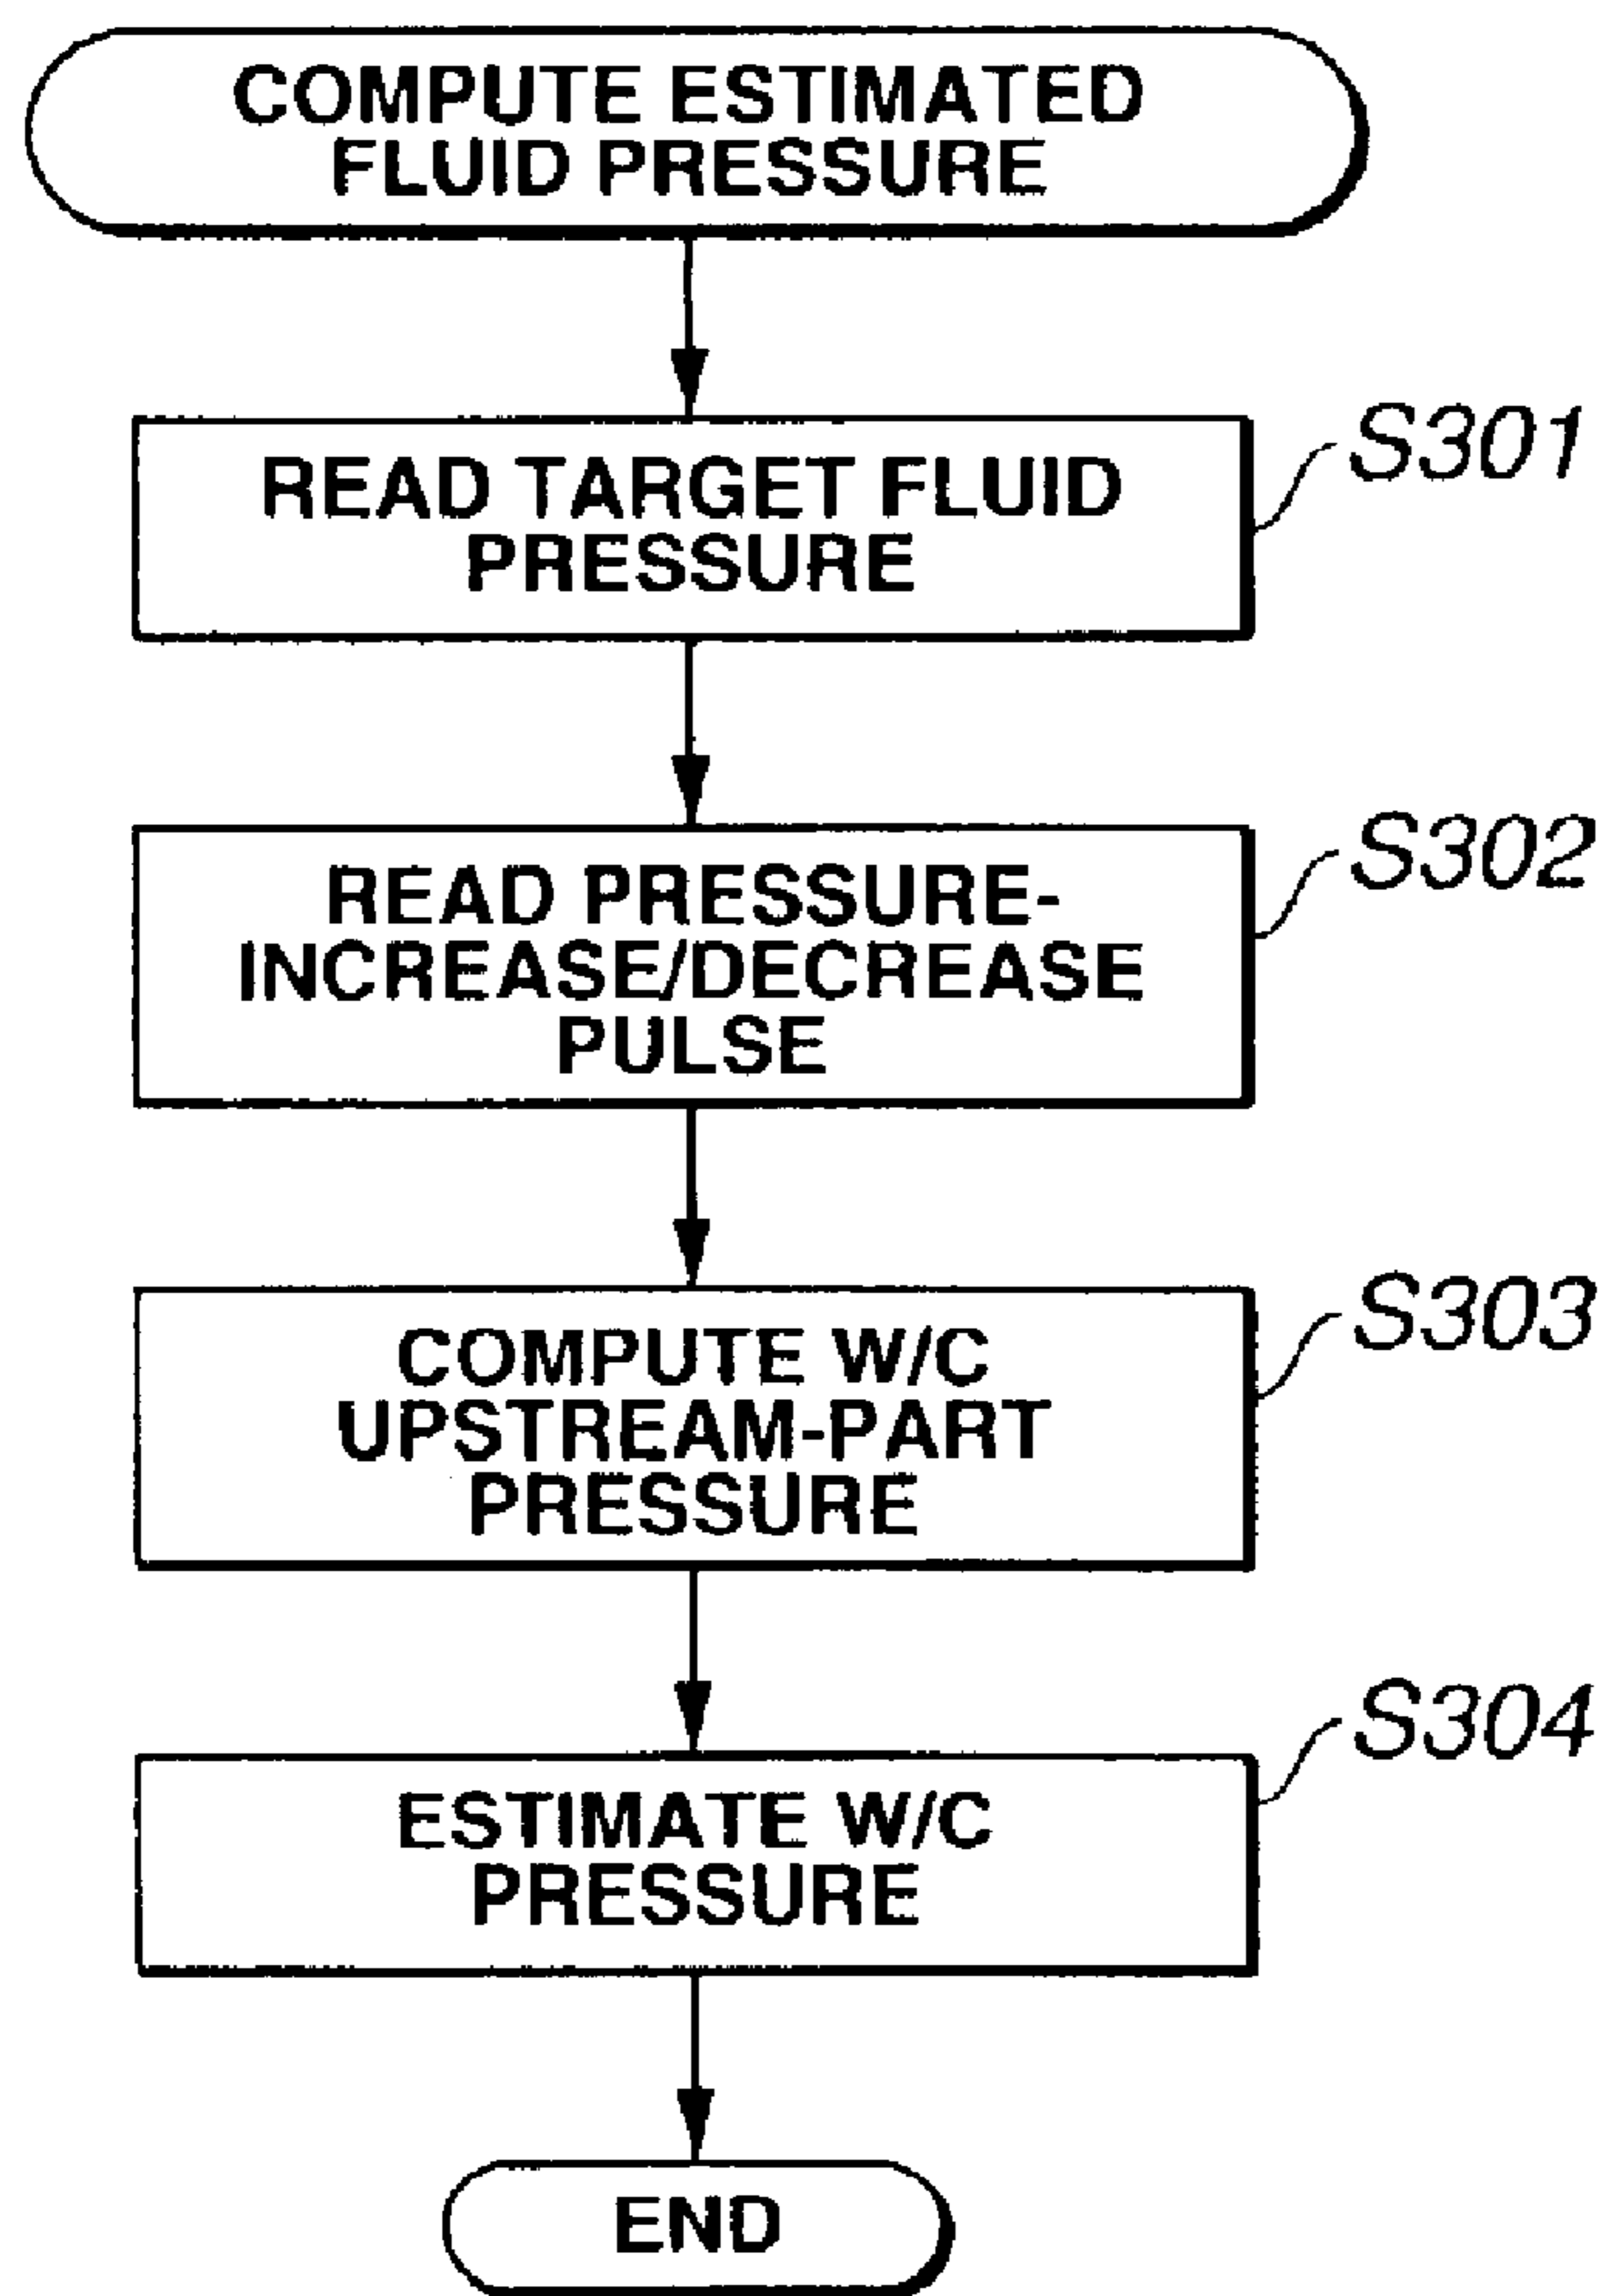 COMPUTE ESTIMATED
FLUID PRESSURE
READ TARGET FLUID
PRESSURE
S301
READ PRESSURE-
INCREASE/DECREASE
PULSE
S302
COMPUTE W/C
UPSTREAM-PART
PRESSURE
S303
ESTIMATE W/C
PRESSURE
S304
END